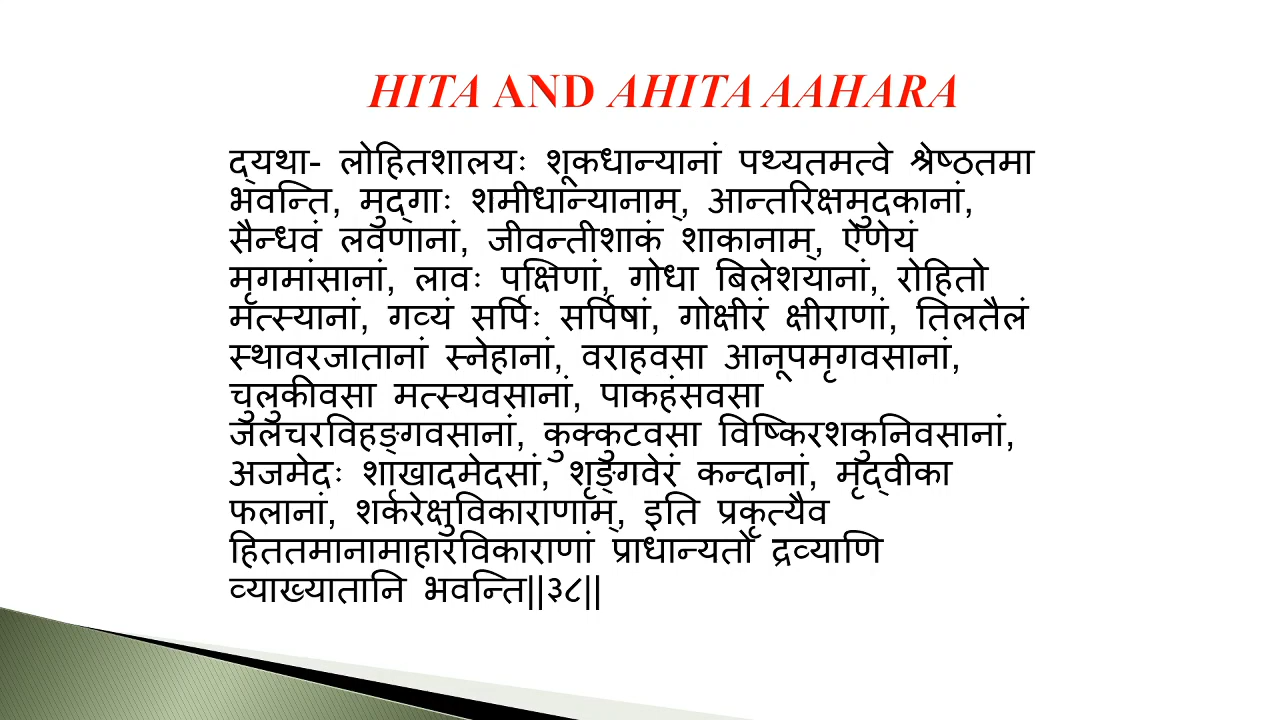 HITA AND AHITA AAHARA
द्यथा- लोहितशालयः शूकधान्यानां पथ्यतमत्वे श्रेष्ठतमा
भवन्ति, मुद्गाः शमीधान्यानाम्, आन्तरिक्षमुदकानां,
सैन्धवं लवणानां, जीवन्तीशाकं शाकानाम्, ऐणेयं
मृगमांसानां, लावः पक्षिणां, गोधा बिलेशयानां, रोहितो
मत्स्यानां, गव्यं सर्पिः सर्पिषां, गोक्षीरं क्षीराणां, तिलतैलं
स्थावरजातानां स्नेहानां, वराहवसा आनूपमृगवसानां,
चुलुकीवसा मत्स्यवसानां, पाकहंसवसा
जलचरविहङ्गवसानां, कुक्कुटवसा विष्किरशकुनिवसानां,
अजमेदः शाखादमेदसां, शृङ्गवेरं कन्दानां, मृद्वीका
फलानां, शर्करेक्षुविकाराणाम्, इति प्रकृत्यैव
हिततमानामाहारविकाराणां प्राधान्यतो द्रव्याणि
व्याख्यातानि भवन्ति||३८||